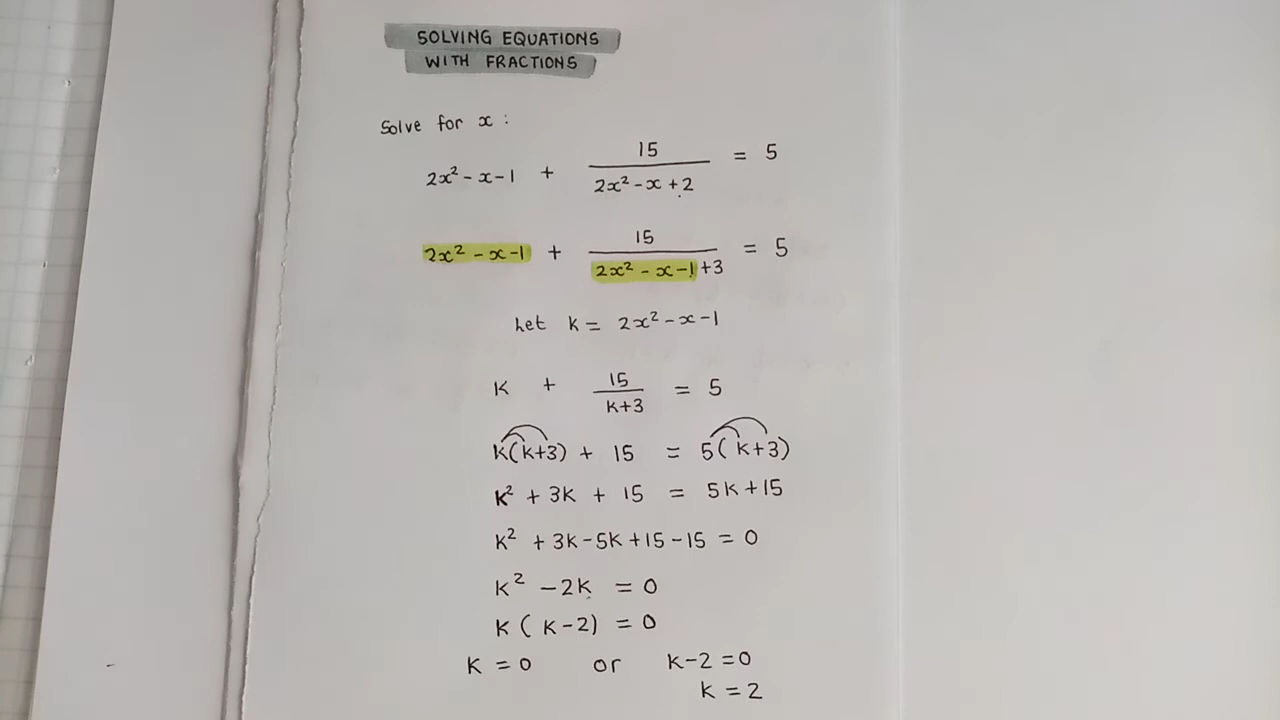 SOLVING EQUATIONS
WITH FRACTIONS
Solve for x :
2x² - x - 1 + 15/(2x² - x + 2) = 5
2x² - x - 1 + 15/(2x² - x - 1 + 3) = 5
Let K = 2x² - x - 1
K + 15/(K+3) = 5
K(K+3) + 15 = 5(K+3)
K² + 3K + 15 = 5K + 15
K² + 3K - 5K + 15 - 15 = 0
K² - 2K = 0
K(K-2) = 0
K = 0 or K-2 = 0
K = 2